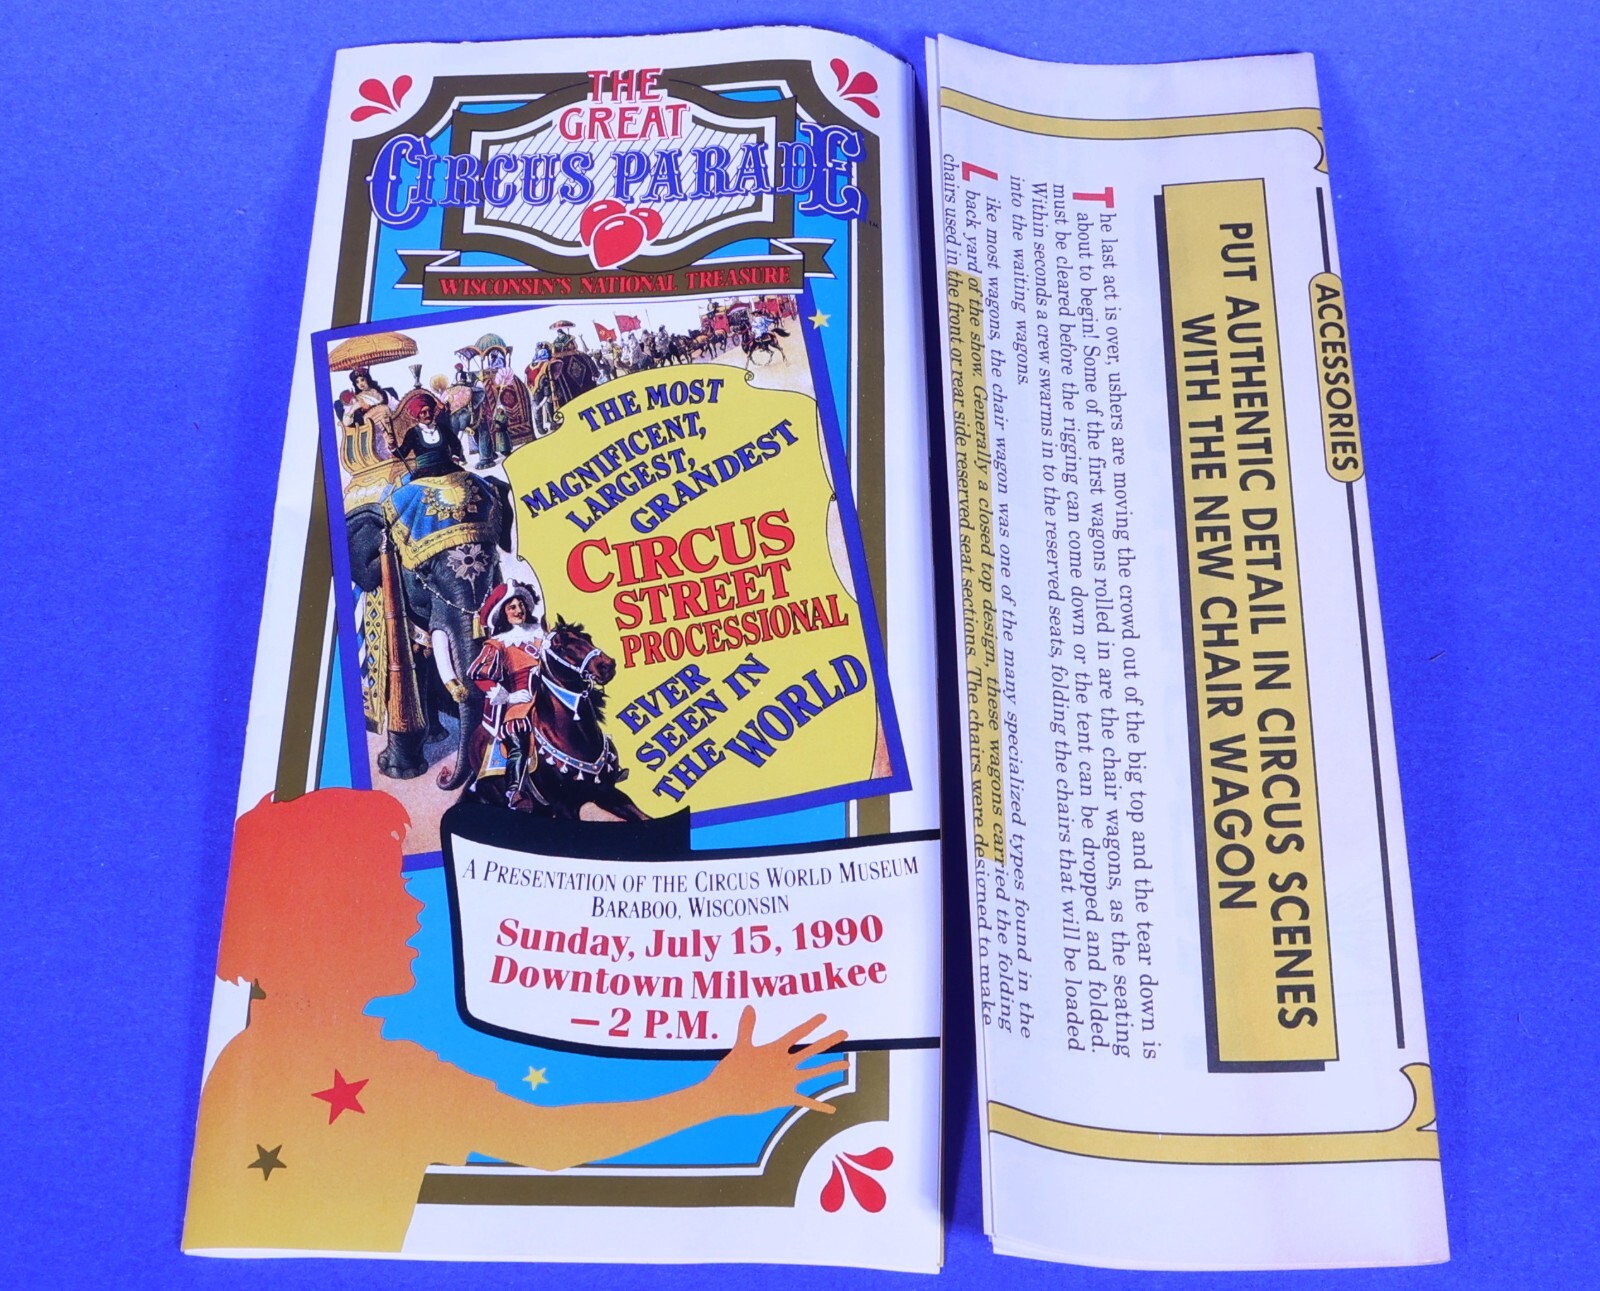 THE
GREAT
CIRCUS PARADE
WISCONSIN'S NATIONAL TREASURE
THE MOST
MAGNIFICENT,
LARGEST,
GRANDEST
CIRCUS
STREET
PROCESSIONAL
EVER
SEEN IN
THE WORLD
A PRESENTATION OF THE CIRCUS WORLD MUSEUM
BARABOO, WISCONSIN
Sunday, July 15, 1990
Downtown Milwaukee
– 2 P.M.
ACCESSORIES
PUT AUTHENTIC DETAIL IN CIRCUS SCENES
WITH THE NEW CHAIR WAGON
The last act is over, ushers are moving the crowd out of the big top and the tear down is
about to begin! Some of the first wagons rolled in are the chair wagons, as the seating
must be cleared before the rigging can come down or the tent can be dropped and folded.
Within seconds a crew swarms in to the reserved seats, folding the chairs that will be loaded
into the waiting wagons.
Like most wagons, the chair wagon was one of the many specialized types found in the
back yard of the show. Generally a closed top design, these wagons carried the folding
chairs used in the front or rear side reserved seat sections. The chairs were designed to make